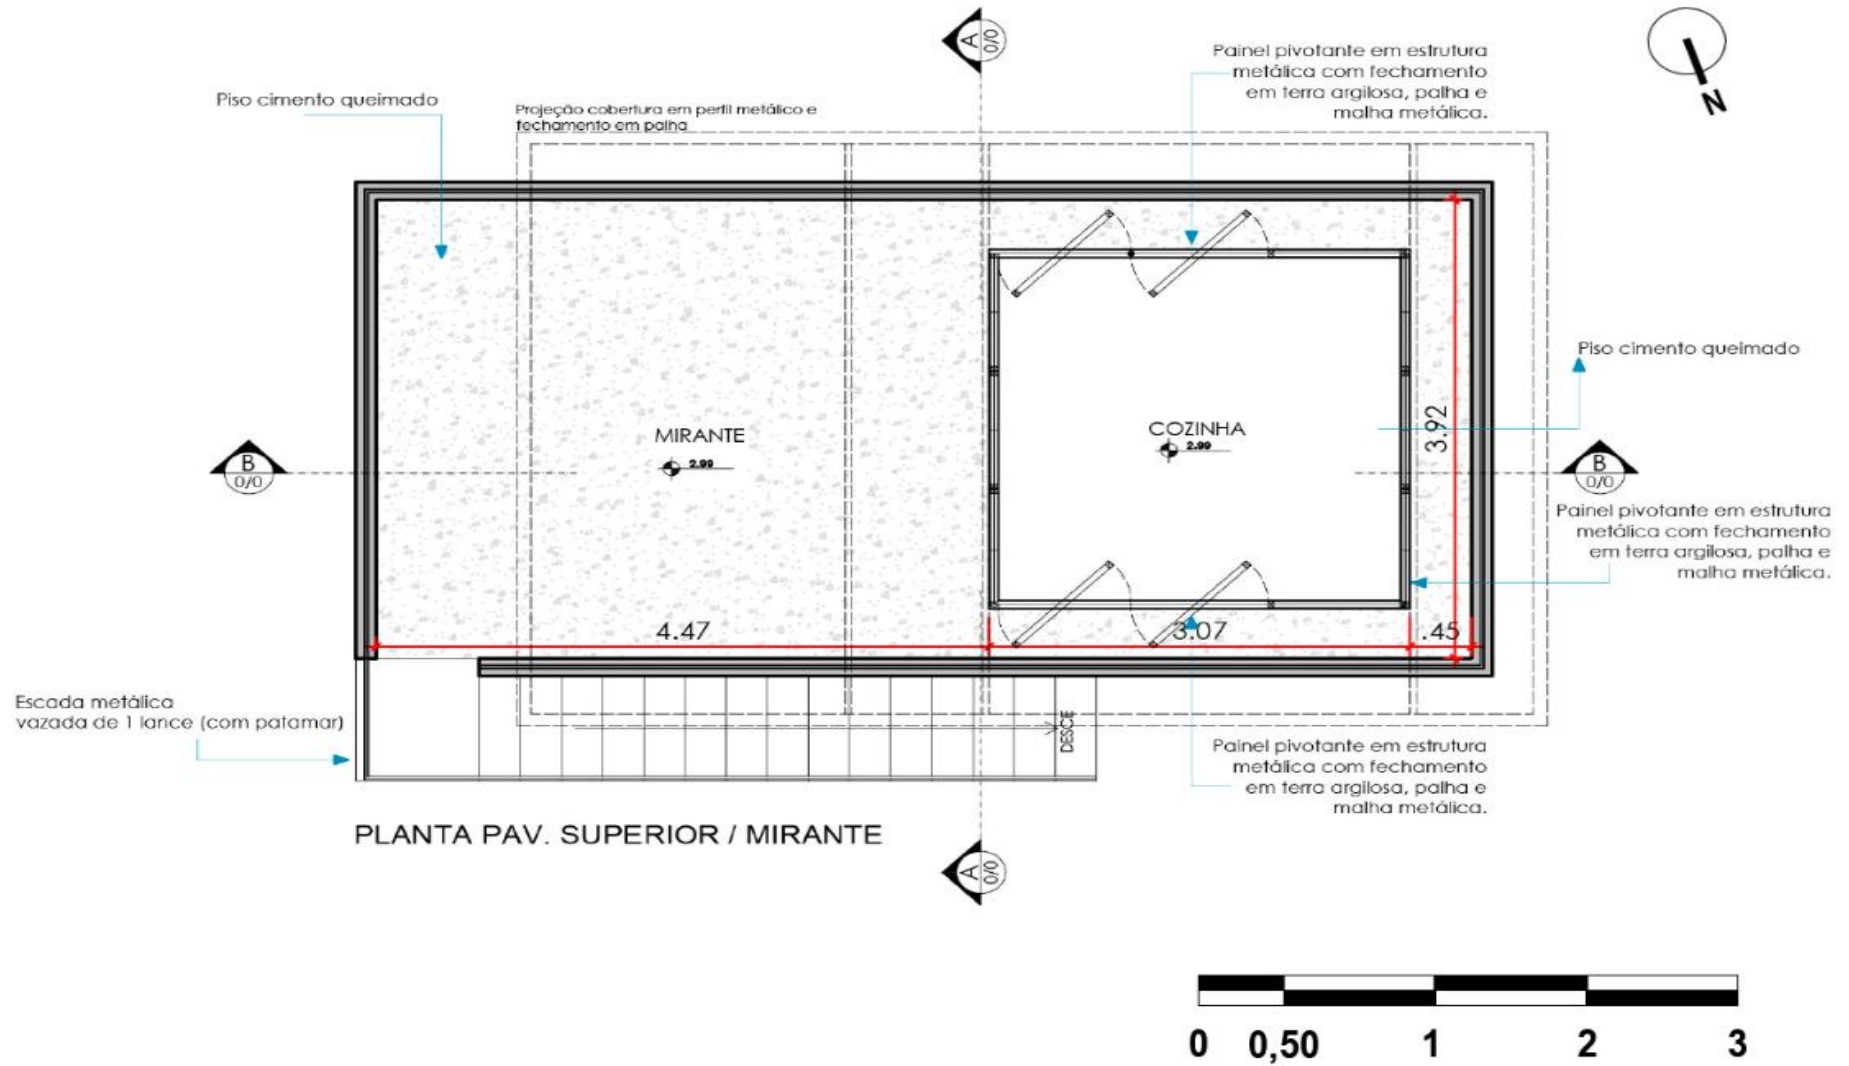 A
0/0
N
Painel pivotante em estrutura
metálica com fechamento
em terra argilosa, palha e
malha metálica.
Piso cimento queimado
Projeção cobertura em perfil metálico e
fechamento em palha
Piso cimento queimado
3.92
MIRANTE
2.99
COZINHA
2.99
B
0/0
B
0/0
Painel pivotante em estrutura
metálica com fechamento
em terra argilosa, palha e
malha metálica.
4.47
3.07
.45
Escada metálica
vazada de 1 lance (com patamar)
DESCE
Painel pivotante em estrutura
metálica com fechamento
em terra argilosa, palha e
malha metálica.
PLANTA PAV. SUPERIOR / MIRANTE
A
0/0
0 0,50 1 2 3